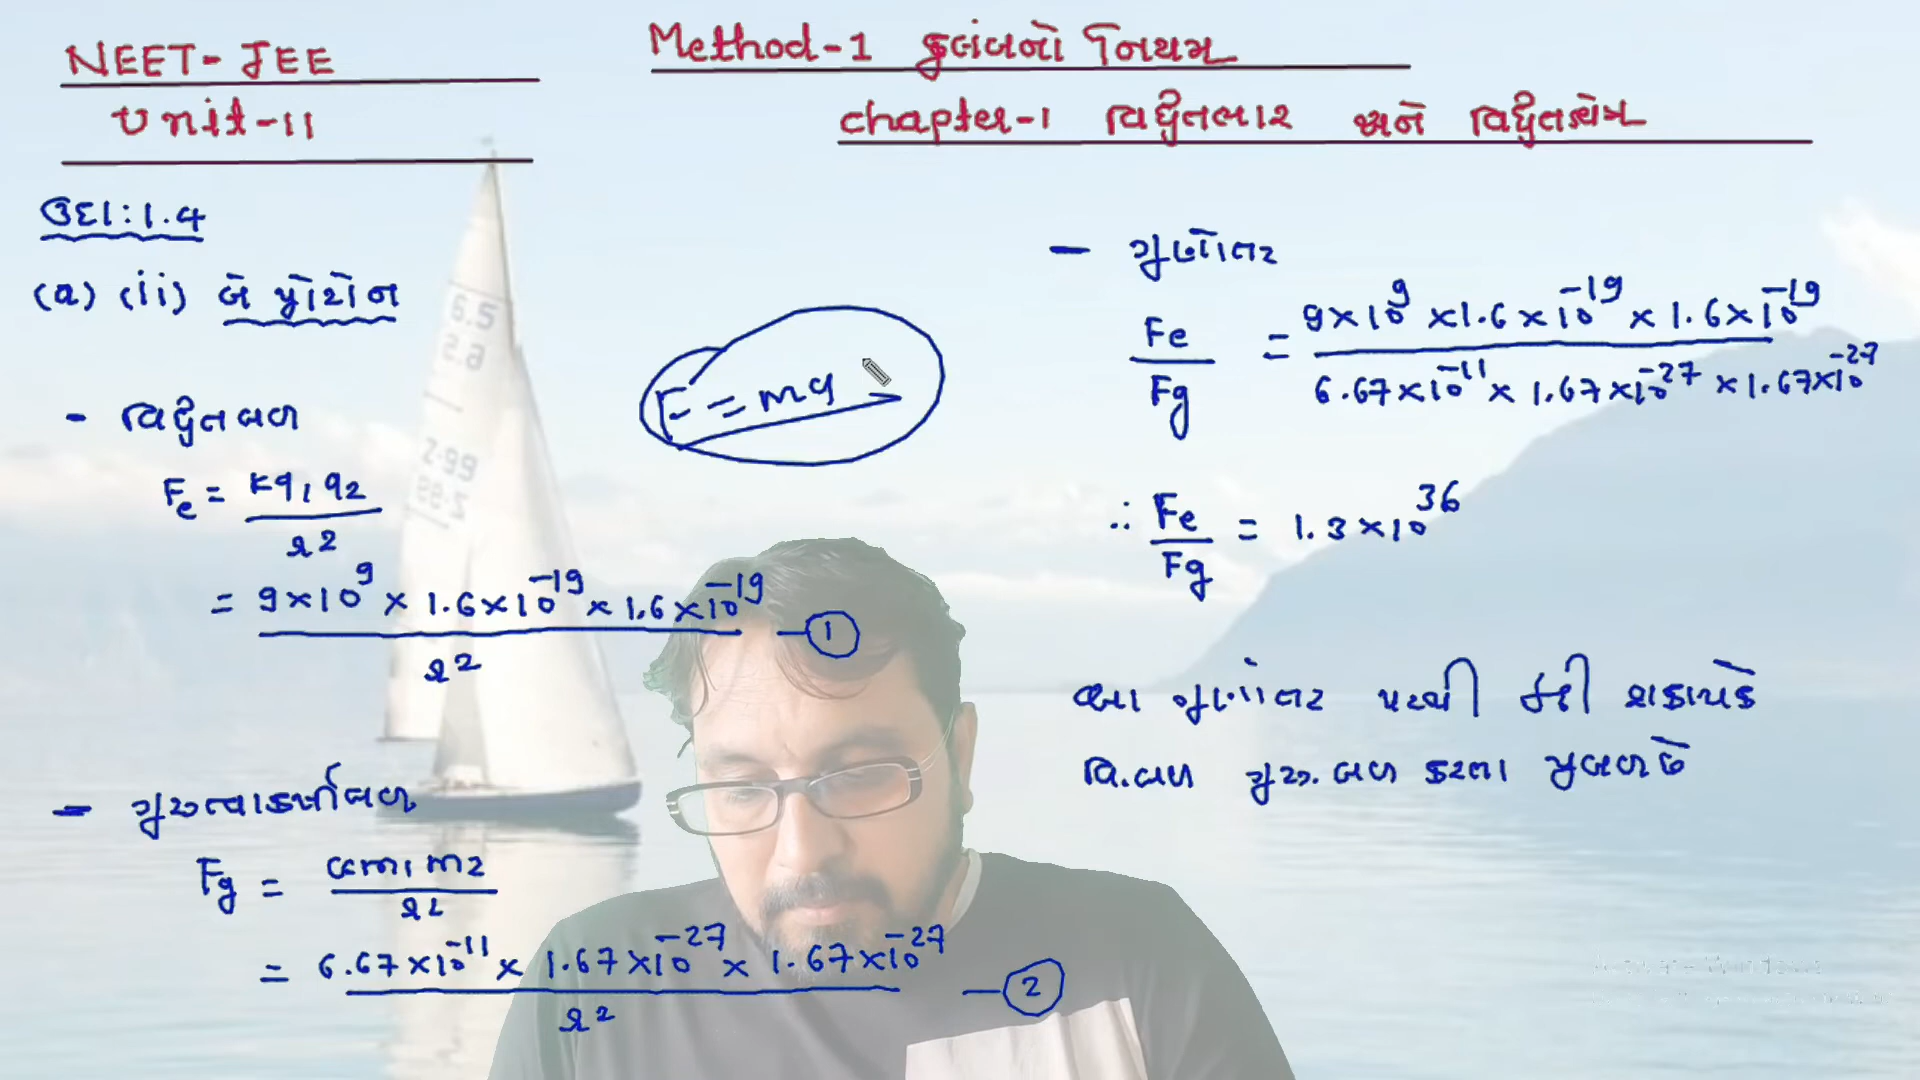 NEET-JEE
Unit-11
Method-1 કુલંબનો નિયમ
chapter-1 વિદ્યુતભાર અને વિદ્યુતક્ષેત્ર
ઉદા:1.4
(a) (ii) બે પ્રોટોન
- વિદ્યુતબળ
Fe = kq1q2 / r2
= 9×10^9 × 1.6×10^-19 × 1.6×10^-19 / r2 - 1
- ગુરુત્વાકર્ષીબળ
Fg = Gm1m2 / r2
= 6.67×10^-11 × 1.67×10^-27 × 1.67×10^-27 / r2 - 2
F = ma
- ગુણોતર
Fe / Fg = 9×10^9 ×1.6×10^-19 × 1.6×10^-19 / 6.67×10^-11 × 1.67×10^-27 × 1.67×10^-27
∴ Fe / Fg = 1.3×10^36
આ ગુણોતર પરથી કહી શકાયકે
વિ.બળ ગુરુ.બળ કરતા પ્રબળછે